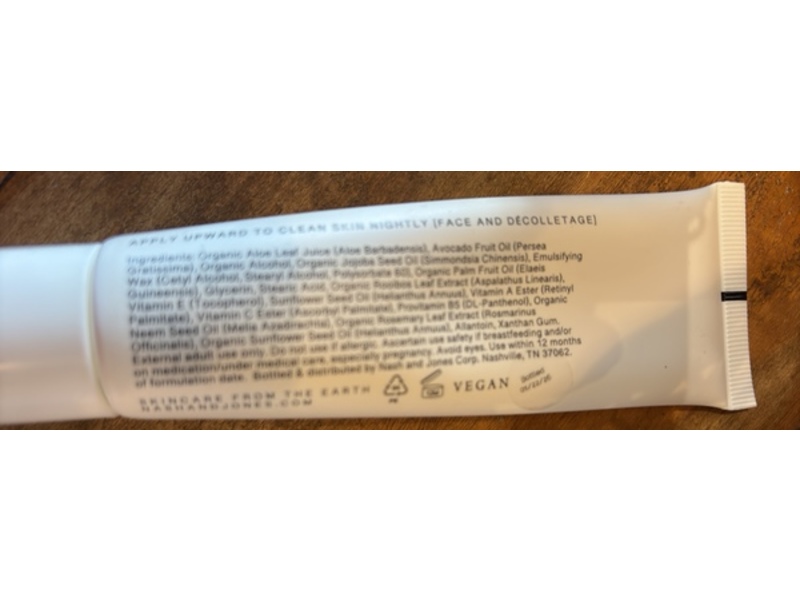 APPLY UPWARD TO CLEAN SKIN NIGHTLY [FACE AND DÉCOLLETAGE]
Ingredients: Organic Aloe Leaf Juice (Aloe Barbadensis), Avocado Fruit Oil (Persea
Gratissima), Organic Jojoba Seed Oil (Simmondsia Chinensis), Emulsifying
Wax (Cetyl Alcohol, Stearyl Alcohol, Polysorbate 60), Organic Palm Fruit Oil (Elaeis
Guineensis), Glycerin, Stearic Acid, Organic Rooibos Leaf Extract (Aspalathus Linearis),
Vitamin E (Tocopherol), Sunflower Seed Oil (Helianthus Annuus), Vitamin A Ester (Retinyl
Palmitate), Vitamin C Ester (Ascorbyl Palmitate), Provitamin B5 (DL-Panthenol), Organic
Neem Seed Oil (Melia Azadirachta), Organic Rosemary Leaf Extract (Rosmarinus
Officinalis), Organic Sunflower Seed Oil (Helianthus Annuus), Allantoin, Xanthan Gum.
External adult use only. Do not use if allergic. Ascertain use safety if breastfeeding and/or
on medication/under medical care, especially pregnancy. Avoid eyes. Use within 12 months
of formulation date. Bottled & distributed by Nash and Jones Corp. Nashville, TN 37062.
SKINCARE FROM THE EARTH
NASHANDJONES.COM
VEGAN
Bottled